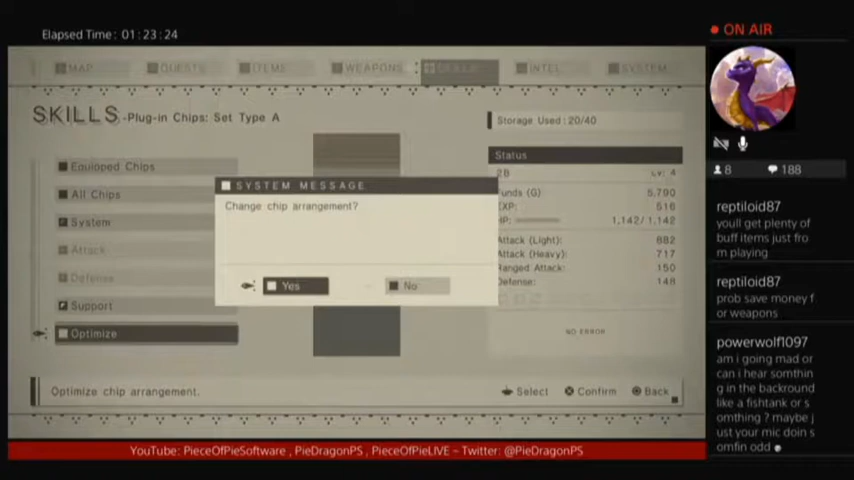 Elapsed Time: 01:23:24
ON AIR
MAP
QUESTS
ITEMS
WEAPONS
SKILLS
INTEL
SYSTEM
SKILLS-Plug-in Chips: Set Type A
Storage Used:20/40
Equipped Chips
All Chips
System
Attack
Defense
Support
Optimize
SYSTEM MESSAGE
Change chip arrangement?
Yes
No
Status
2B Lv: 4
Funds (G) 5,790
EXP: 516
HP: 1,142/1,142
Attack (Light): 882
Attack (Heavy): 717
Ranged Attack: 150
Defense: 148
NO ERROR
Optimize chip arrangement.
Select
Confirm
Back
YouTube: PieceOfPieSoftware , PieDragonPS , PieceOfPieLIVE - Twitter: @PieDragonPS
8
188
reptiloid87
youll get plenty of
buff items just fro
m playing
reptiloid87
prob save money f
or weapons
powerwolf1097
am i going mad or
can i hear somthin
g in the backround
like a fishtank or s
omthing ? maybe j
ust your mic doin s
omfin odd